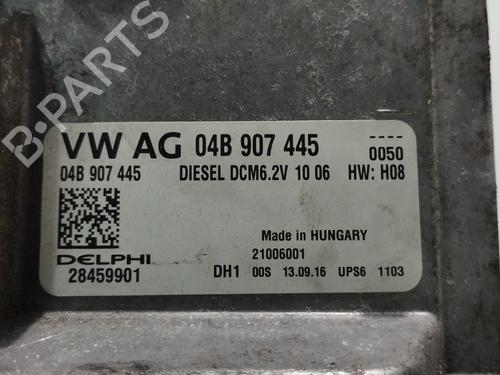 VW AG 04B 907 445 ----
0050
04B 907 445 DIESEL DCM6.2V 10 06 HW: H08
Made in HUNGARY
DELPHI 21006001
28459901 DH1 00S 13.09.16 UPS6 1103
B-PARTS